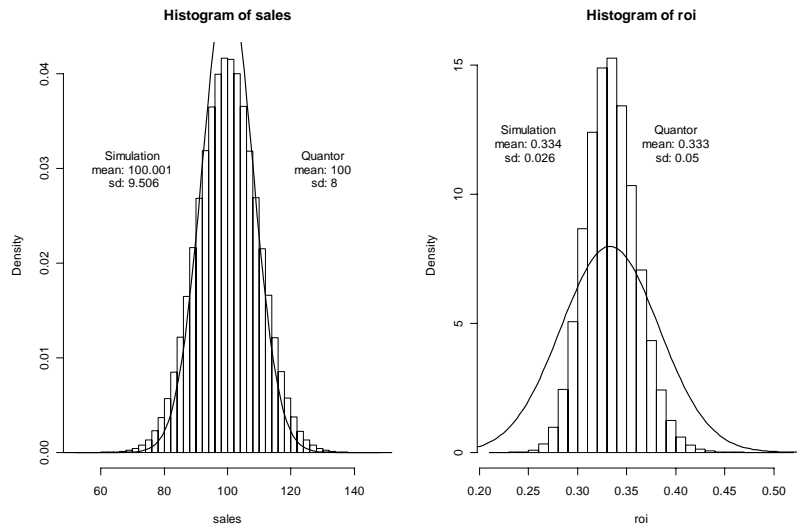 Histogram of sales
Density
0.00
0.01
0.02
0.03
0.04
Simulation
mean: 100.001
sd: 9.506
Quantor
mean: 100
sd: 8
60 80 100 120 140
sales
Histogram of roi
Density
0
5
10
15
Simulation
mean: 0.334
sd: 0.026
Quantor
mean: 0.333
sd: 0.05
0.20 0.25 0.30 0.35 0.40 0.45 0.50
roi